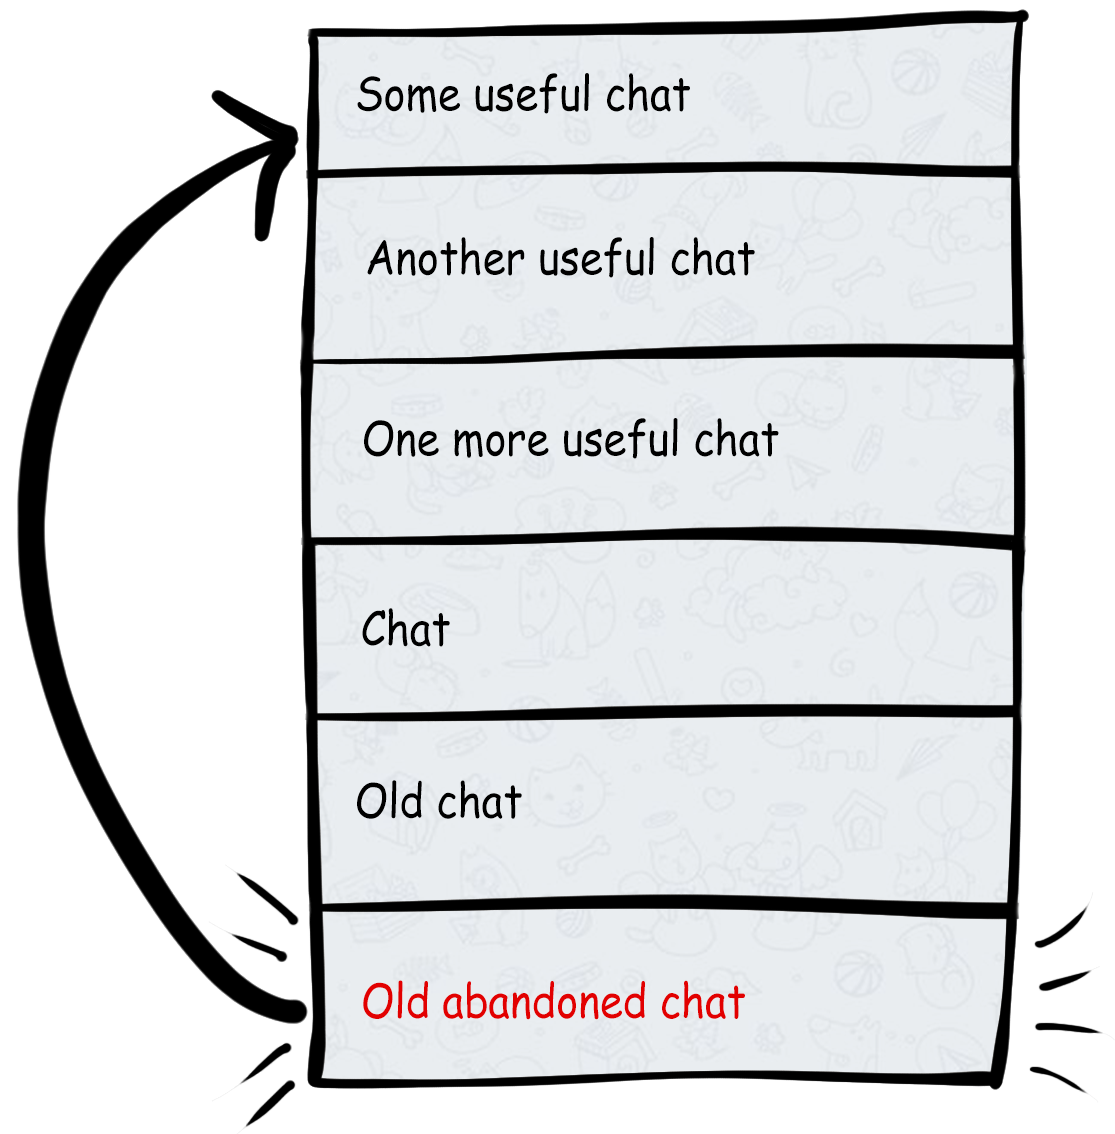 Some useful chat
Another useful chat
One more useful chat
Chat
Old chat
Old abandoned chat